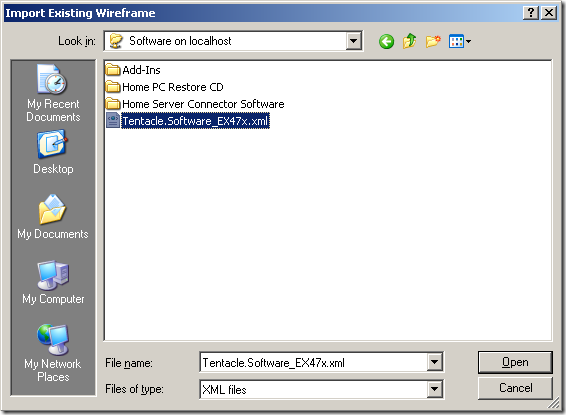 Import Existing Wireframe
Look in:
Software on localhost
My Recent
Documents
Desktop
My Documents
My Computer
My Network
Places
Add-Ins
Home PC Restore CD
Home Server Connector Software
Tentacle.Software_EX47x.xml
File name:
Tentacle.Software_EX47x.xml
Open
Files of type:
XML files
Cancel